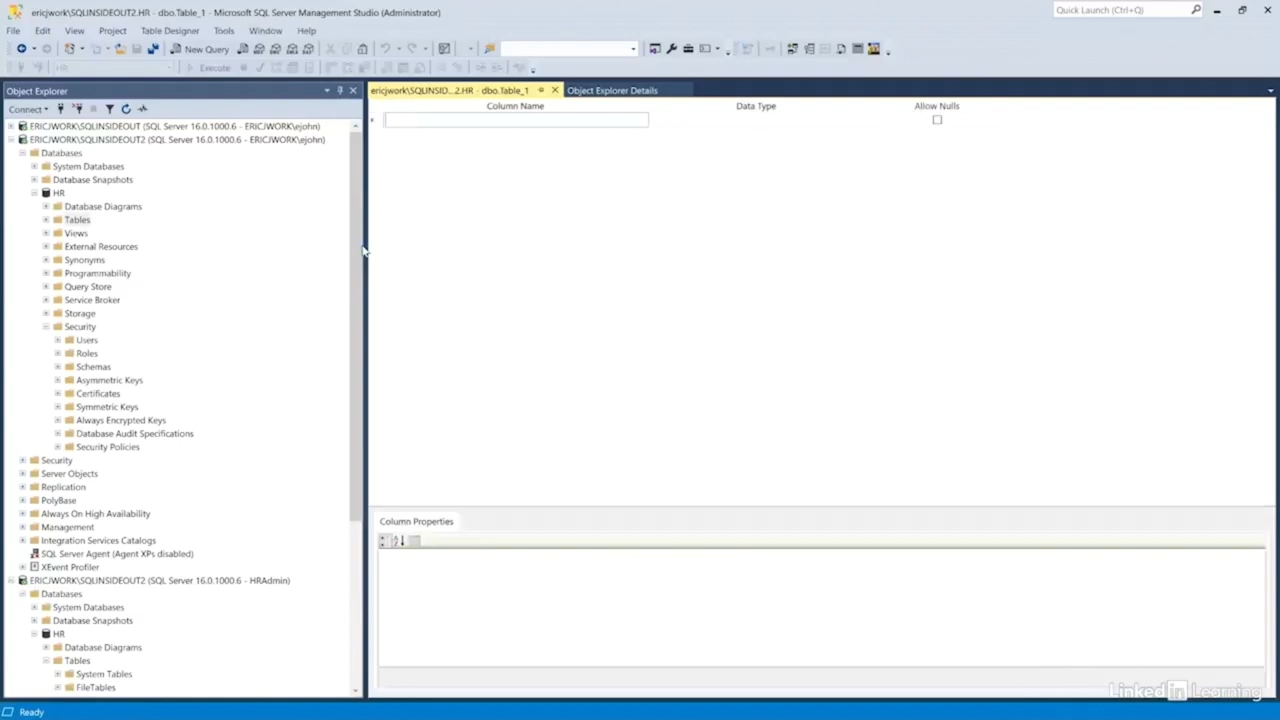 ericjwork\SQLINSIDEOUT2.HR - dbo.Table_1 - Microsoft SQL Server Management Studio (Administrator)
Quick Launch (Ctrl+Q)
File Edit View Project Table Designer Tools Window Help
New Query
HR
Execute
Object Explorer
ericjwork\SQLINSID...2.HR - dbo.Table_1
Object Explorer Details
Connect
Column Name Data Type Allow Nulls
ERICJWORK\SQLINSIDEOUT (SQL Server 16.0.1000.6 - ERICJWORK\ejohn)
ERICJWORK\SQLINSIDEOUT2 (SQL Server 16.0.1000.6 - ERICJWORK\ejohn)
Databases
System Databases
Database Snapshots
HR
Database Diagrams
Tables
Views
External Resources
Synonyms
Programmability
Query Store
Service Broker
Storage
Security
Users
Roles
Schemas
Asymmetric Keys
Certificates
Symmetric Keys
Always Encrypted Keys
Database Audit Specifications
Security Policies
Security
Server Objects
Replication
PolyBase
Always On High Availability
Management
Integration Services Catalogs
SQL Server Agent (Agent XPs disabled)
XEvent Profiler
ERICJWORK\SQLINSIDEOUT2 (SQL Server 16.0.1000.6 - HRAdmin)
Databases
System Databases
Database Snapshots
HR
Database Diagrams
Tables
System Tables
FileTables
Column Properties
LinkedIn Learning
Ready